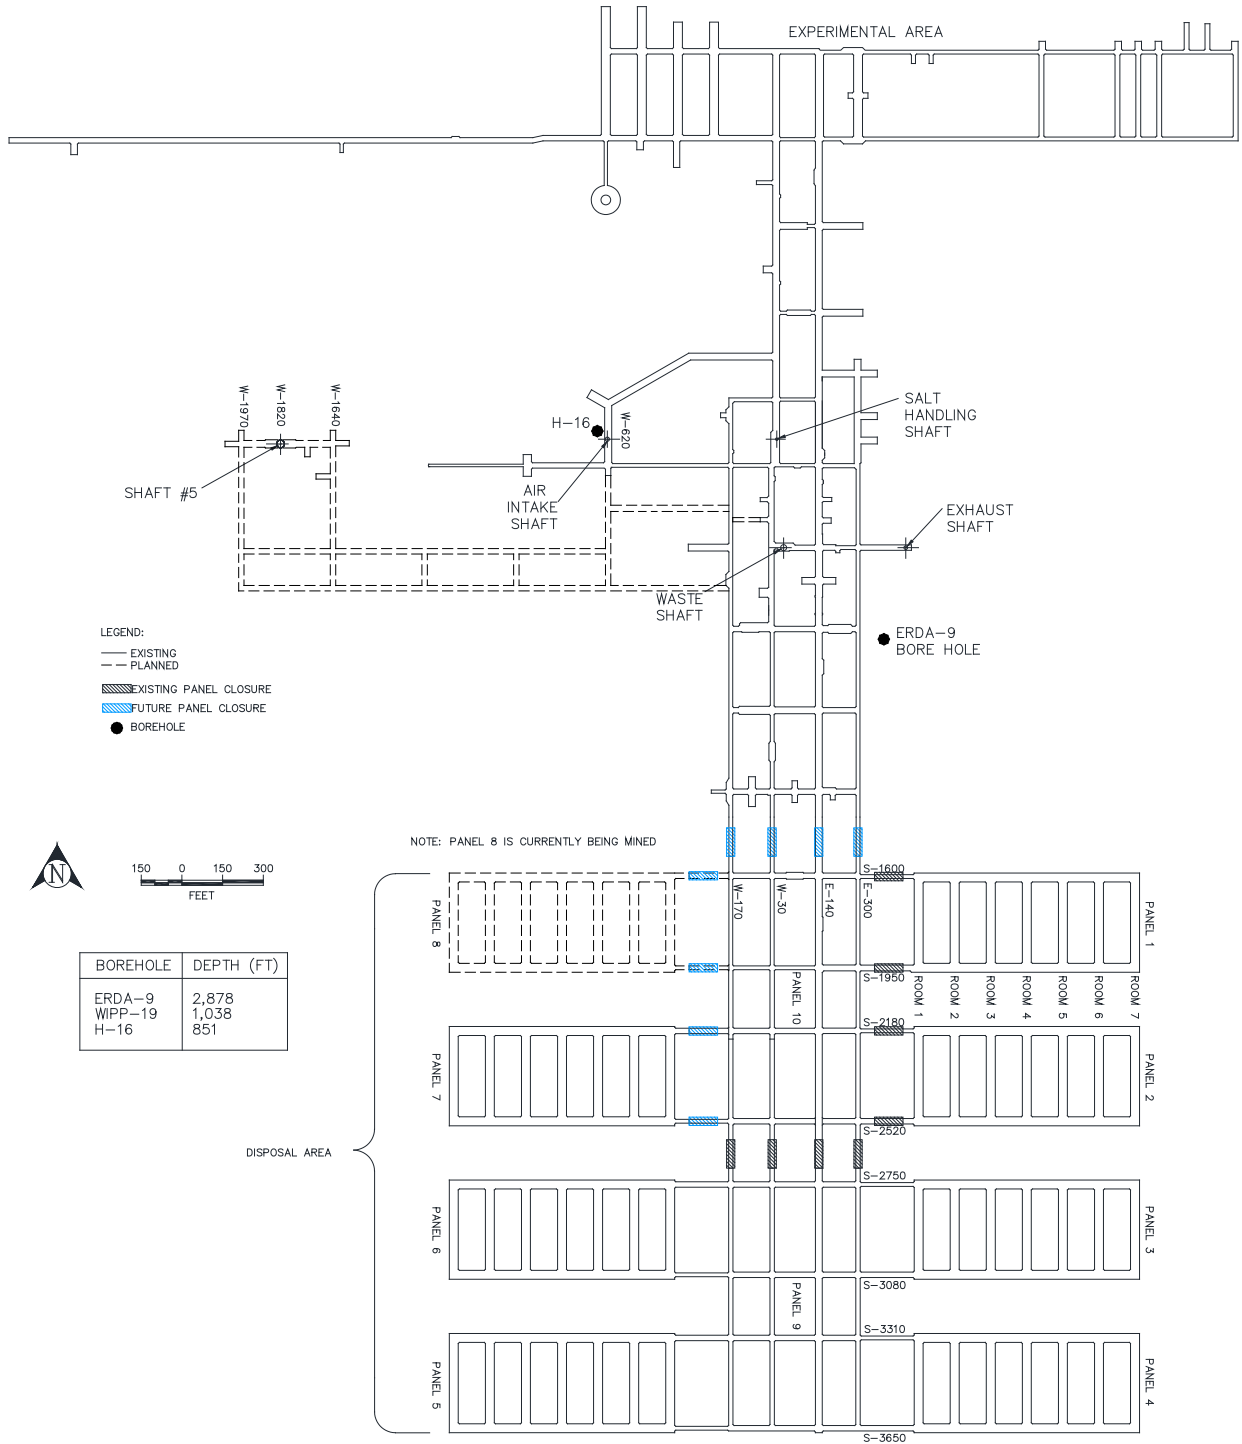 EXPERIMENTAL AREA
W-1970
W-1820
W-1640
H-16
W-620
SALT
HANDLING
SHAFT
SHAFT #5
AIR
INTAKE
SHAFT
EXHAUST
SHAFT
WASTE
SHAFT
ERDA-9
BORE HOLE
LEGEND:
EXISTING
PLANNED
EXISTING PANEL CLOSURE
FUTURE PANEL CLOSURE
BOREHOLE
NOTE: PANEL 8 IS CURRENTLY BEING MINED
N
150 0 150 300
FEET
S-1600
W-170
W-30
E-140
E-300
PANEL 8
PANEL 1
BOREHOLE DEPTH (FT)
ERDA-9 2,878
WIPP-19 1,038
H-16 851
S-1950
PANEL 10
ROOM 1
ROOM 2
ROOM 3
ROOM 4
ROOM 5
ROOM 6
ROOM 7
S-2180
PANEL 7
PANEL 2
S-2520
DISPOSAL AREA
S-2750
PANEL 6
PANEL 3
S-3080
PANEL 9
S-3310
PANEL 5
PANEL 4
S-3650